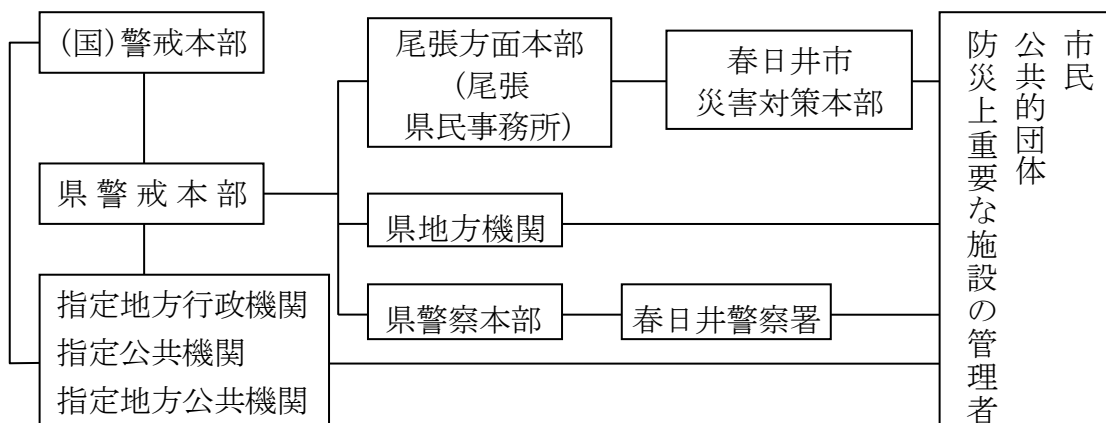 (国)警戒本部
県警戒本部
指定地方行政機関
指定公共機関
指定地方公共機関
尾張方面本部
(尾張
県民事務所)
県地方機関
県警察本部
春日井市
災害対策本部
春日井警察署
市民
公共的団体
防災上重要な施設の管理者